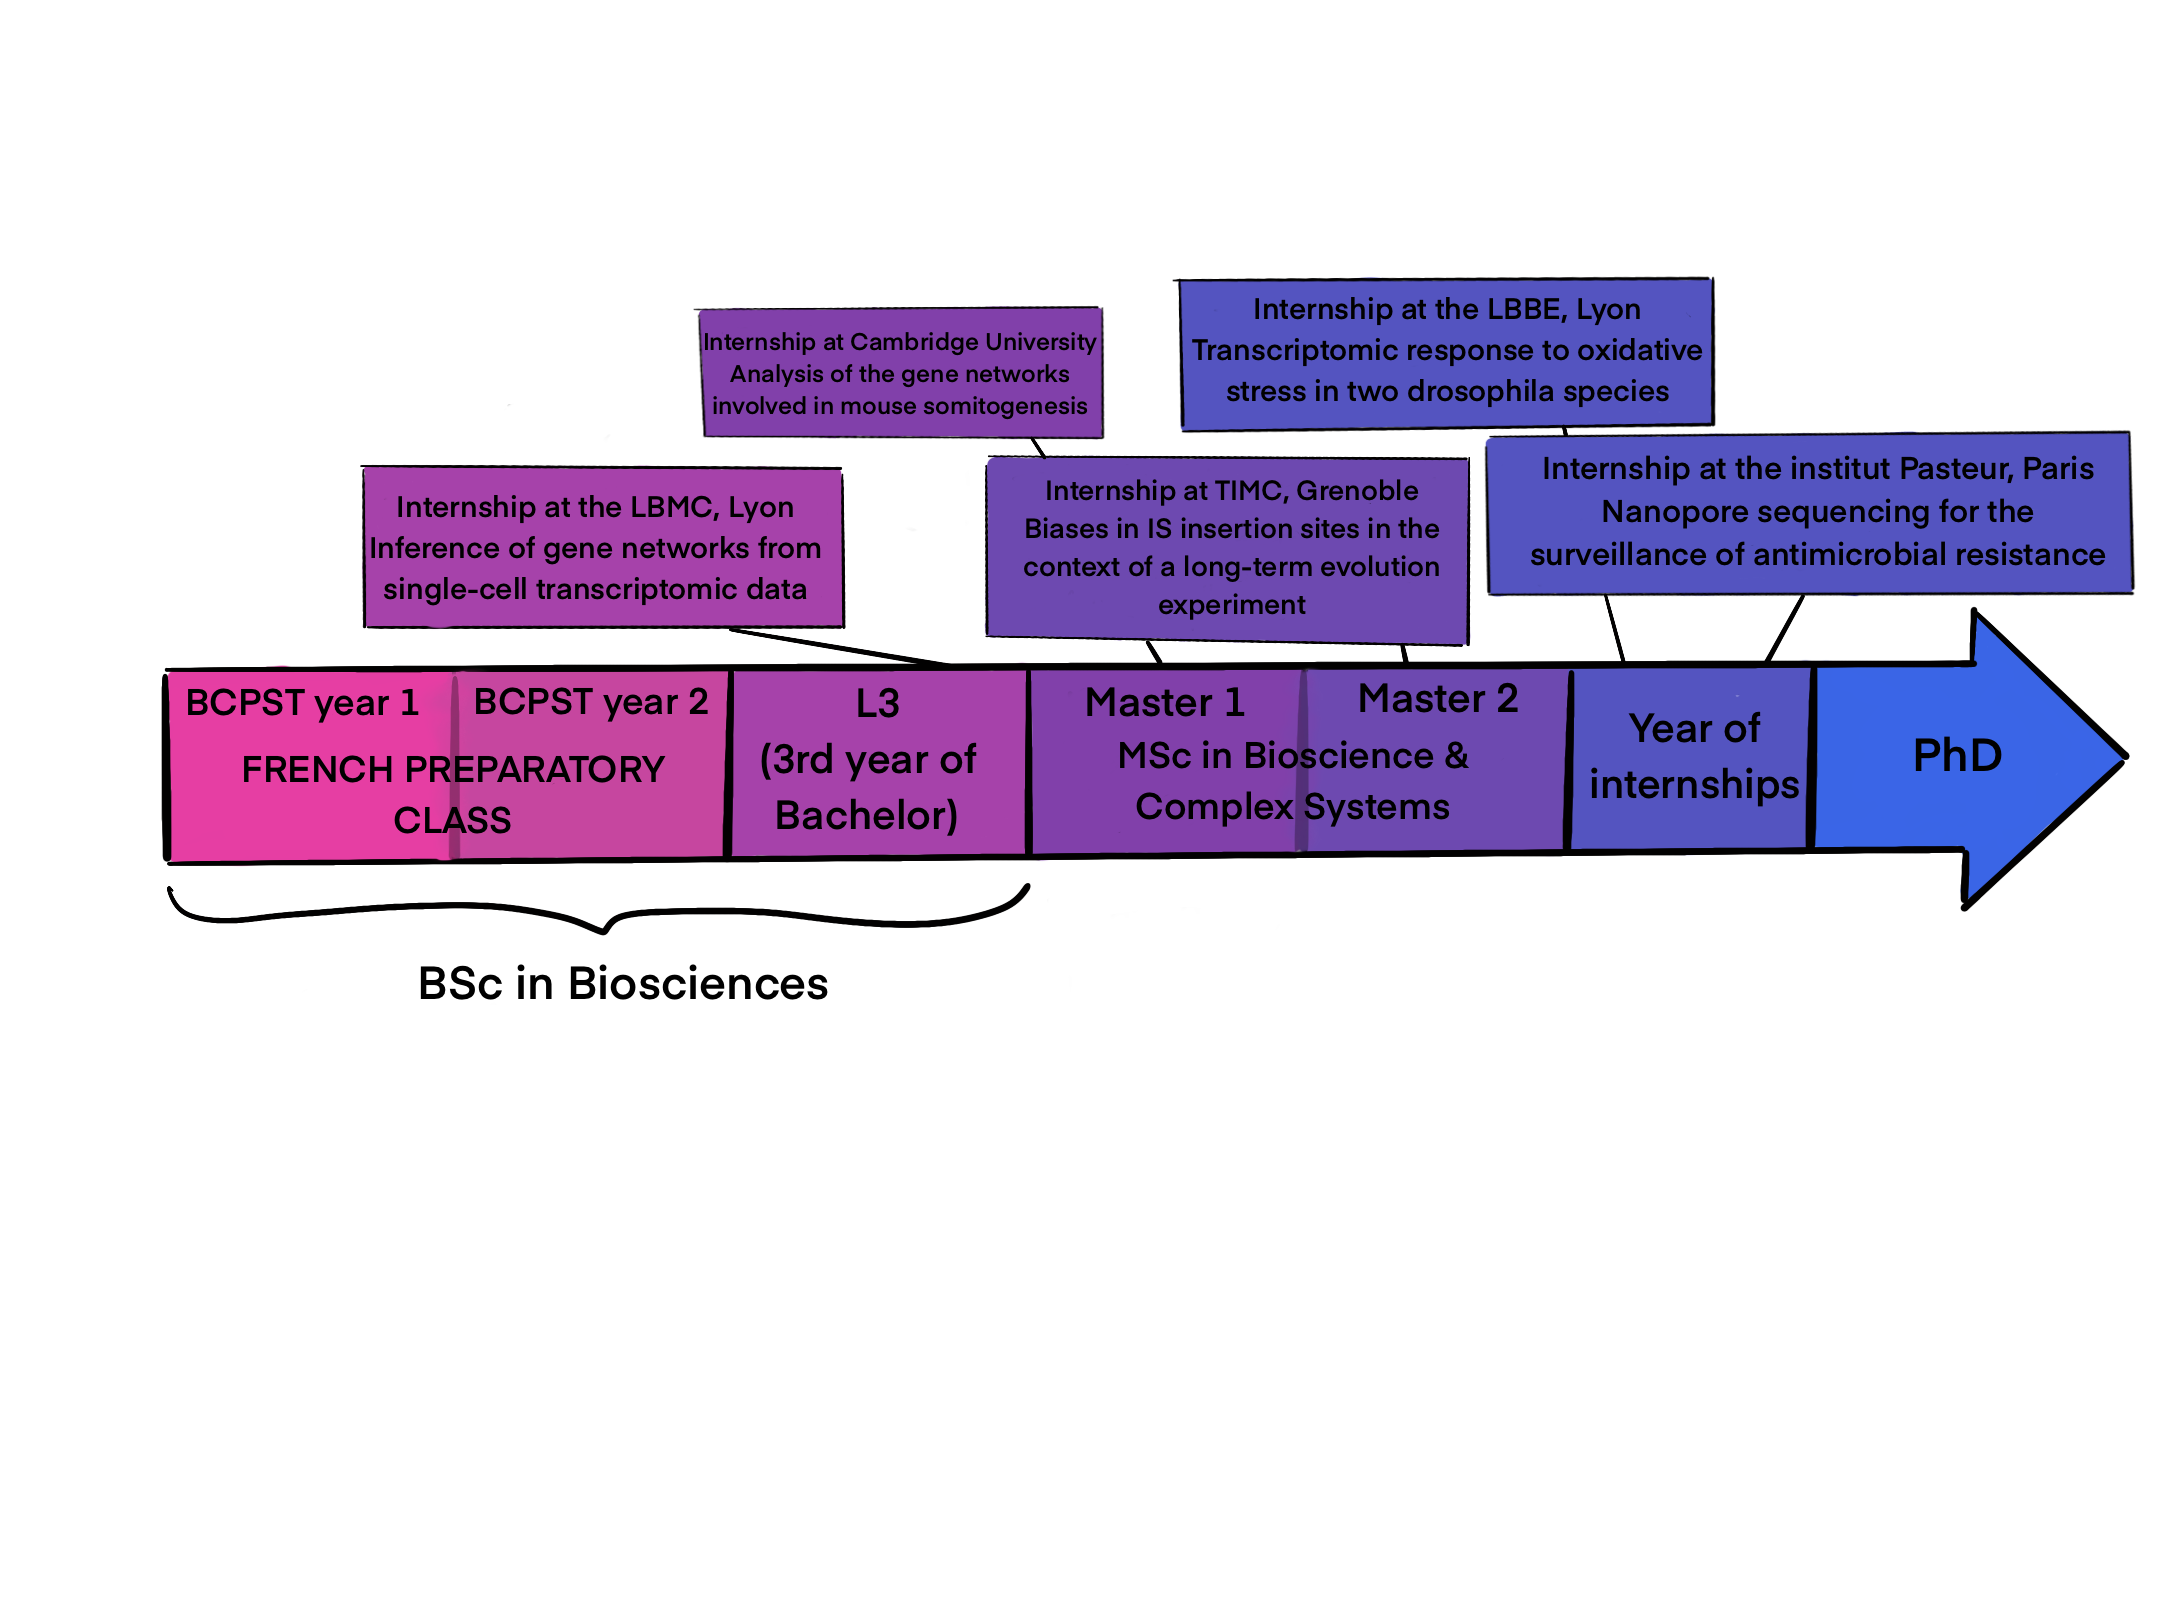 Internship at the LBBE, Lyon
Transcriptomic response to oxidative
stress in two drosophila species
Internship at Cambridge University
Analysis of the gene networks
involved in mouse somitogenesis
Internship at the institut Pasteur, Paris
Nanopore sequencing for the
surveillance of antimicrobial resistance
Internship at the LBMC, Lyon
Inference of gene networks from
single-cell transcriptomic data
Internship at TIMC, Grenoble
Biases in IS insertion sites in the
context of a long-term evolution
experiment
BCPST year 1
BCPST year 2
FRENCH PREPARATORY
CLASS
L3
(3rd year of
Bachelor)
Master 1
Master 2
MSc in Bioscience &
Complex Systems
Year of
internships
PhD
BSc in Biosciences